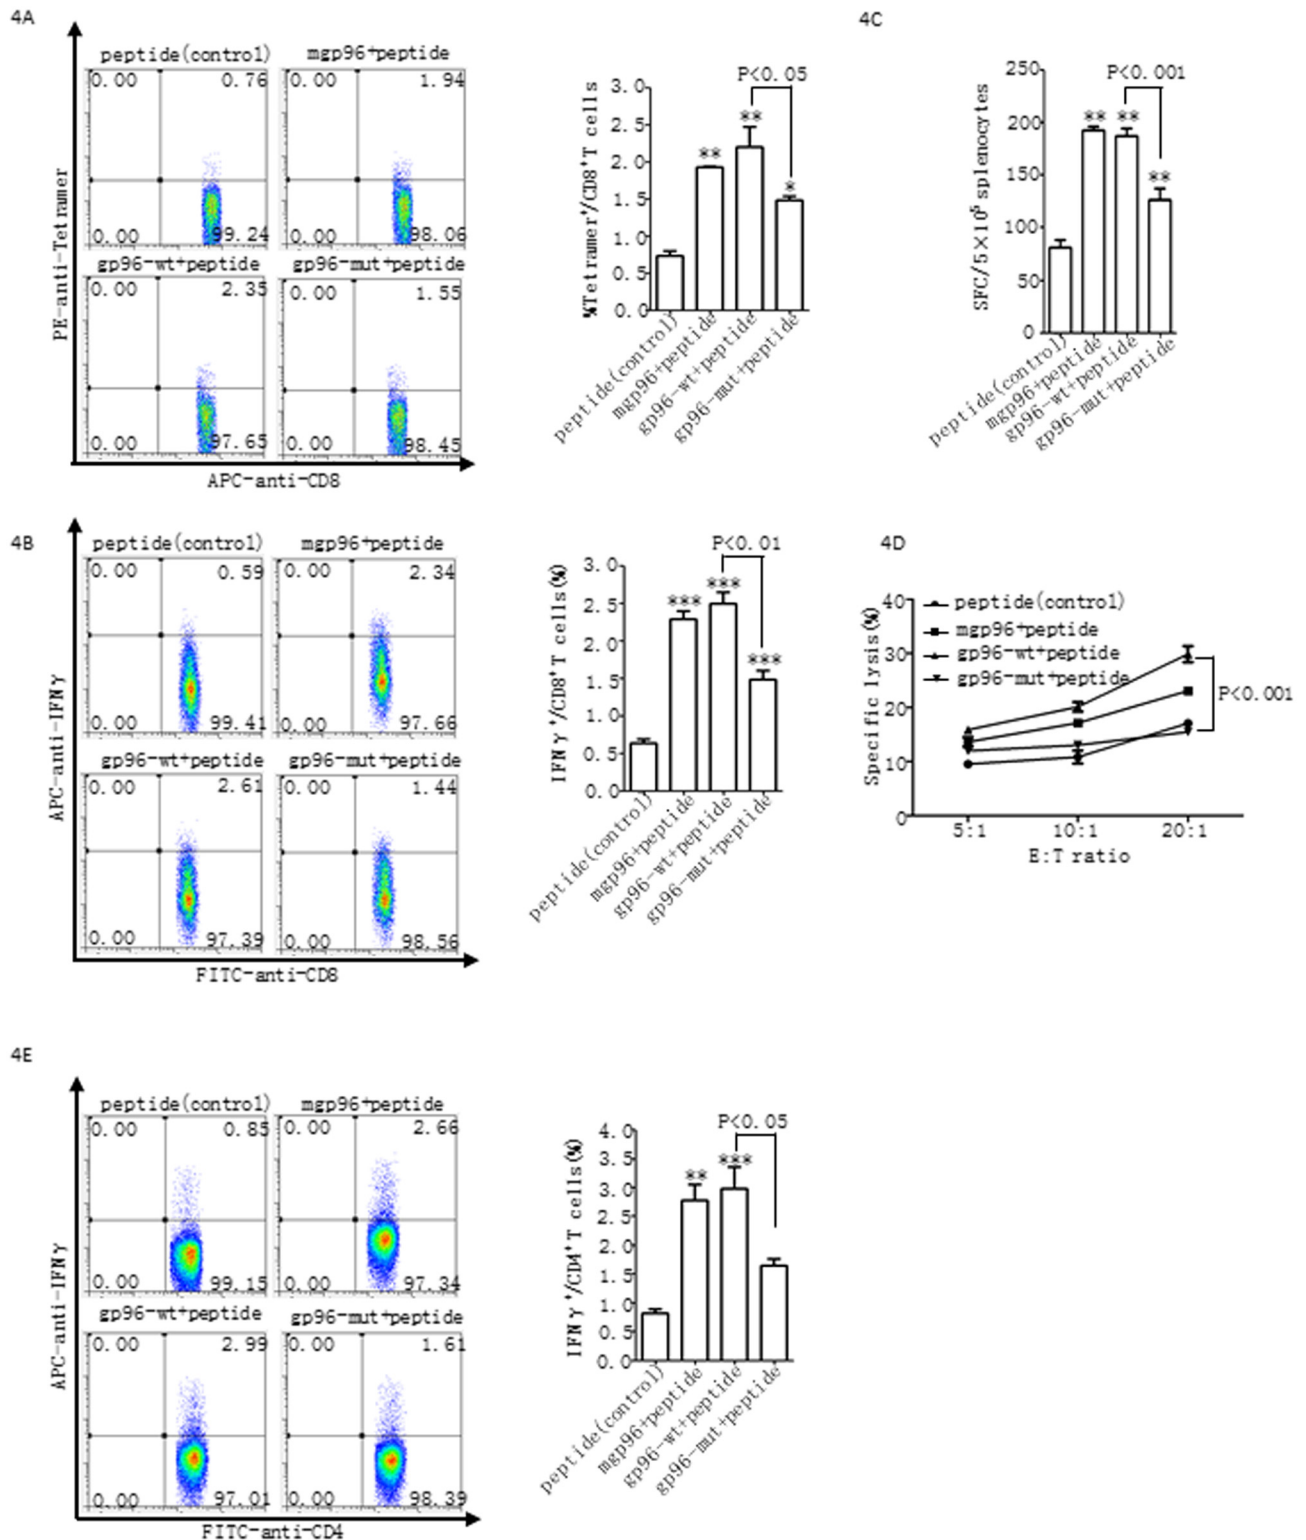 4A
peptide(control)
mgp96+peptide
0.00
0.76
0.00
1.94
0.00
99.24
0.00
98.06
gp96-wt+peptide
gp96-mut+peptide
0.00
2.35
0.00
1.55
0.00
97.65
0.00
98.45
PE-anti-Tetramer
APC-anti-CD8
P<0.05
%Tetramer⁺/CD8⁺T cells
3.0
2.5
2.0
1.5
1.0
0.5
0.0
**
**
*
peptide(control)
mgp96+peptide
gp96-wt+peptide
gp96-mut+peptide
4C
P<0.001
SFC/5×10⁵ splenocytes
250
200
150
100
50
0
**
**
**
peptide(control)
mgp96+peptide
gp96-wt+peptide
gp96-mut+peptide
4B
peptide(control)
mgp96+peptide
0.00
0.59
0.00
2.34
0.00
99.41
0.00
97.66
gp96-wt+peptide
gp96-mut+peptide
0.00
2.61
0.00
1.44
0.00
97.39
0.00
98.56
APC-anti-IFNγ
FITC-anti-CD8
P<0.01
IFNγ⁺/CD8⁺T cells(%)
3.0
2.5
2.0
1.5
1.0
0.5
0.0
***
***
***
peptide(control)
mgp96+peptide
gp96-wt+peptide
gp96-mut+peptide
4D
Specific lysis(%)
40
30
20
10
0
peptide(control)
mgp96+peptide
gp96-wt+peptide
gp96-mut+peptide
P<0.001
5:1
10:1
20:1
E:T ratio
4E
peptide(control)
mgp96+peptide
0.00
0.85
0.00
2.66
0.00
99.15
0.00
97.34
gp96-wt+peptide
gp96-mut+peptide
0.00
2.99
0.00
1.61
0.00
97.01
0.00
98.39
APC-anti-IFNγ
FITC-anti-CD4
P<0.05
IFNγ⁺/CD4⁺T cells(%)
4.0
3.5
3.0
2.5
2.0
1.5
1.0
0.5
0.0
**
***
peptide(control)
mgp96+peptide
gp96-wt+peptide
gp96-mut+peptide